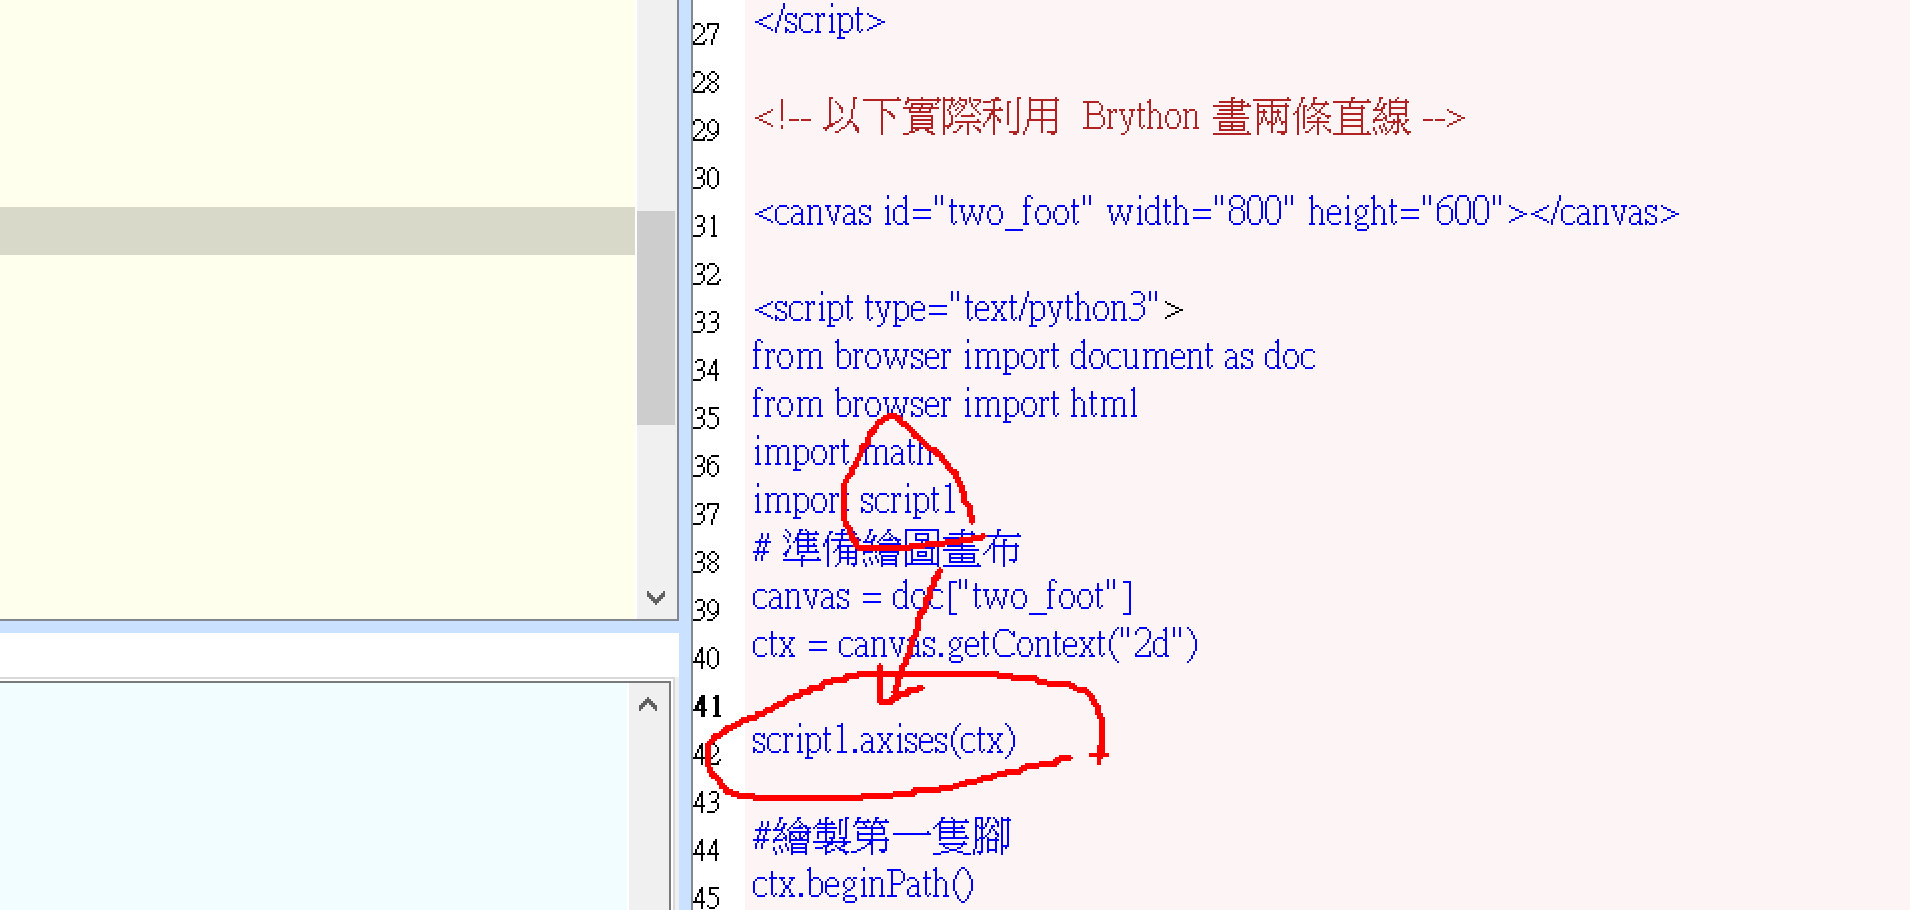 27 </script>
28
29 <!-- 以下實際利用 Brython 畫兩條直線 -->
30
31 <canvas id="two_foot" width="800" height="600"></canvas>
32
33 <script type="text/python3">
34 from browser import document as doc
35 from browser import html
36 import math
37 import script1
38 # 準備繪圖畫布
39 canvas = doc["two_foot"]
40 ctx = canvas.getContext("2d")
41
42 script1.axises(ctx)
43
44 #繪製第一隻腳
45 ctx.beginPath()